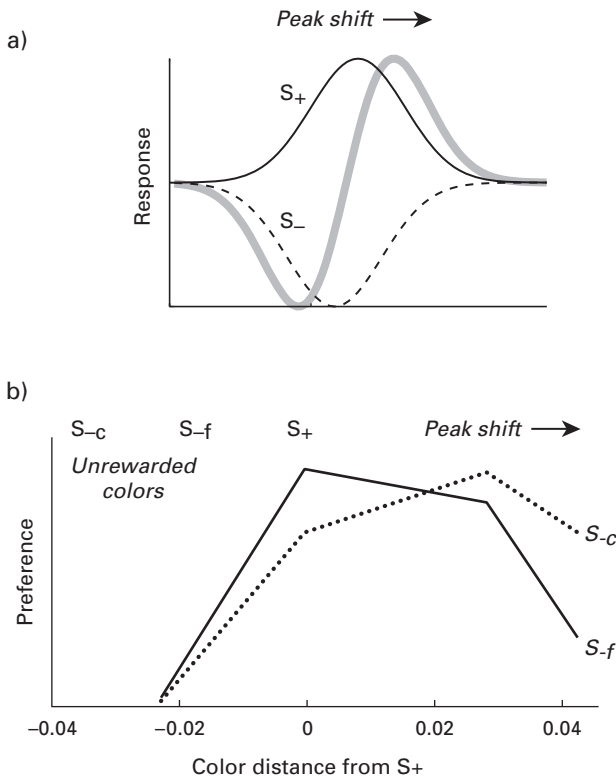 Peak shift
a)
S+
S–
Response
b)
S–c S–f S+ Peak shift
Unrewarded
colors
S-c
S-f
Preference
–0.04 –0.02 0 0.02 0.04
Color distance from S+